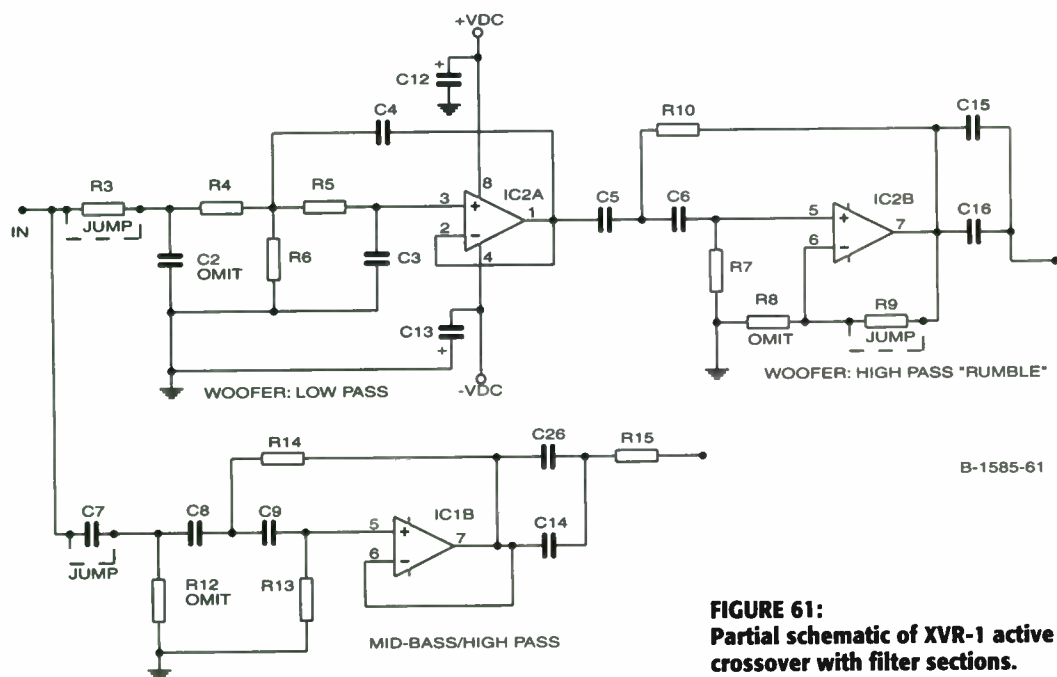 +VDC
C12
+
C4
R10
C15
R3
R4
R5
8
IC2A
IN
JUMP
3
+
1
C5
C6
5
+
IC2B
7
C16
2
−
4
6
−
C2
OMIT
R6
C3
R7
R8
OMIT
R9
JUMP
C13
+
WOOFER: LOW PASS
-VDC
WOOFER: HIGH PASS "RUMBLE"
R14
C26
R15
B-1585-61
C7
JUMP
C8
C9
5
+
IC1B
7
C14
6
−
R12
OMIT
R13
MID-BASS/HIGH PASS
FIGURE 61:
Partial schematic of XVR-1 active
crossover with filter sections.